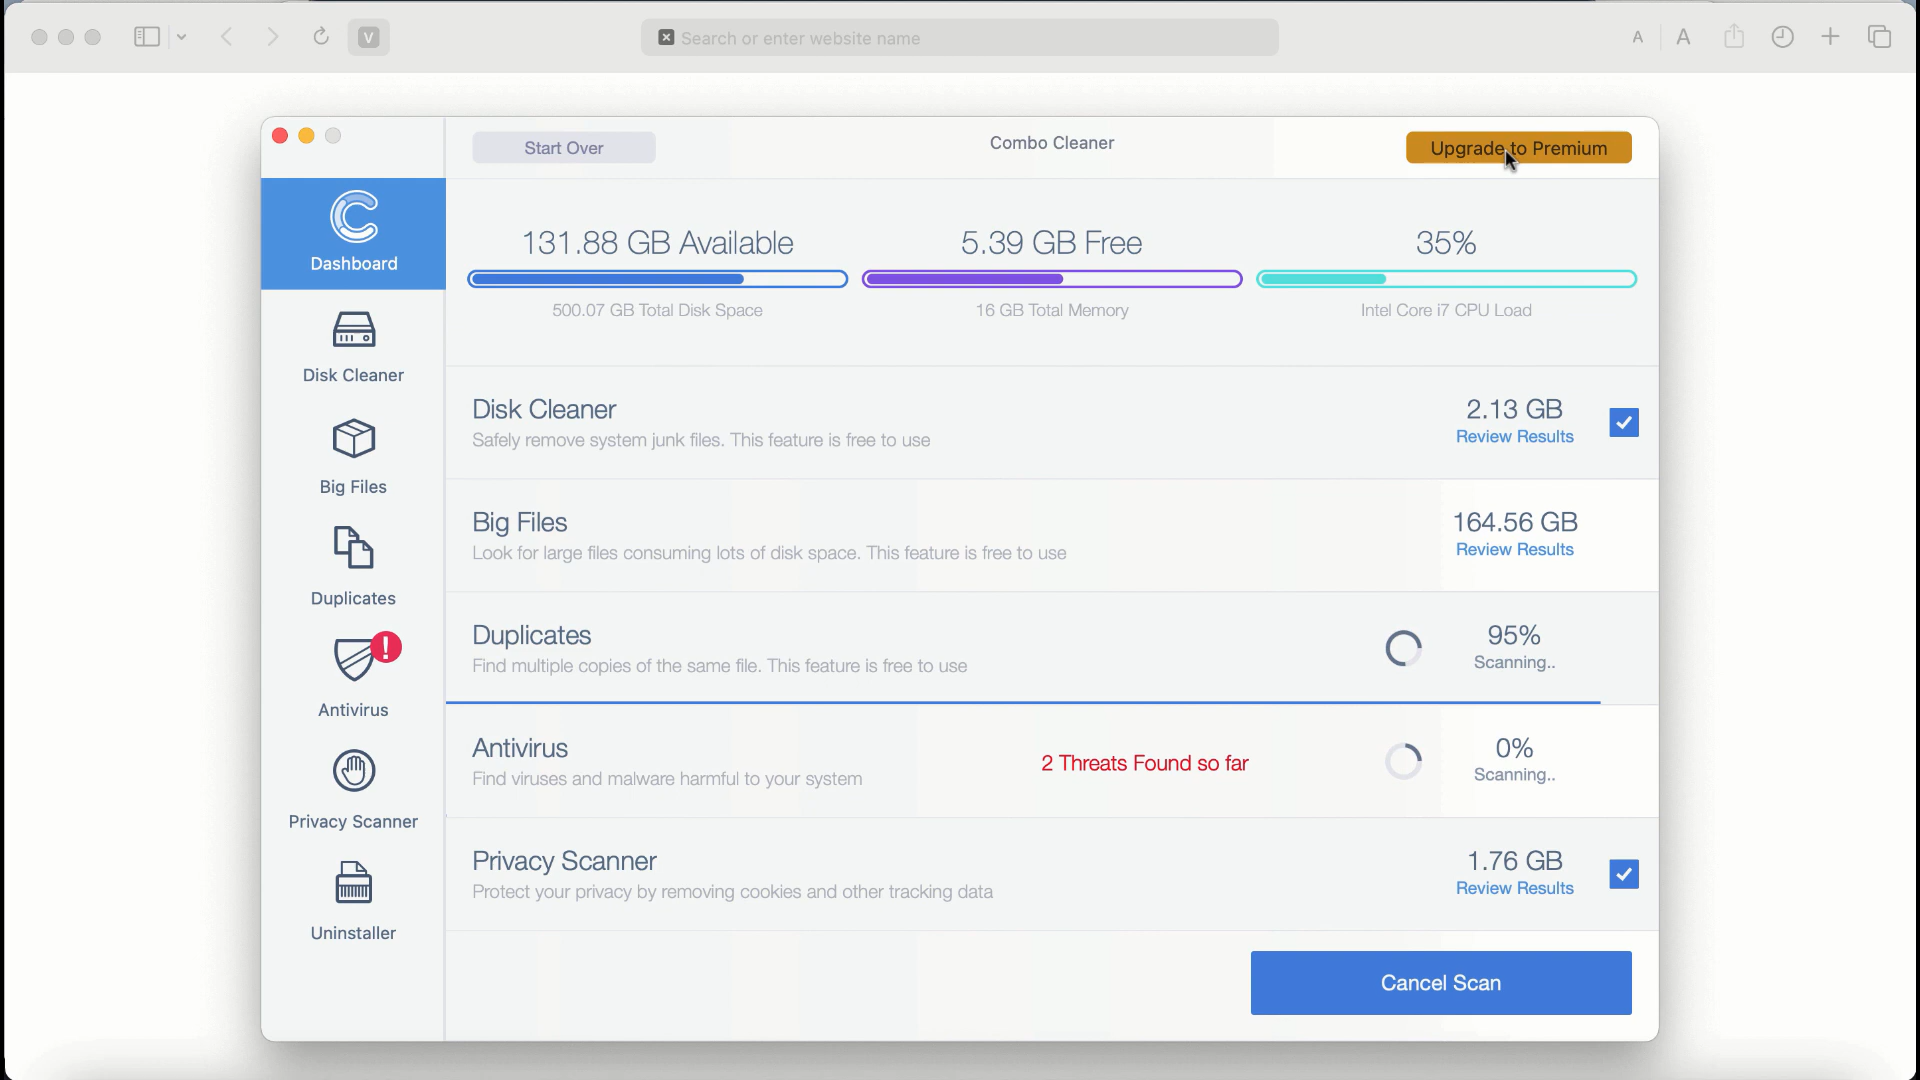 V
Search or enter website name
A
A
Start Over
Combo Cleaner
Upgrade to Premium
Dashboard
131.88 GB Available
5.39 GB Free
35%
500.07 GB Total Disk Space
16 GB Total Memory
Intel Core i7 CPU Load
Disk Cleaner
Disk Cleaner
2.13 GB
Safely remove system junk files. This feature is free to use
Review Results
Big Files
Big Files
164.56 GB
Look for large files consuming lots of disk space. This feature is free to use
Review Results
Duplicates
Duplicates
95%
Find multiple copies of the same file. This feature is free to use
Scanning..
!
Antivirus
Antivirus
2 Threats Found so far
0%
Find viruses and malware harmful to your system
Scanning..
Privacy Scanner
Privacy Scanner
1.76 GB
Protect your privacy by removing cookies and other tracking data
Review Results
Uninstaller
Cancel Scan